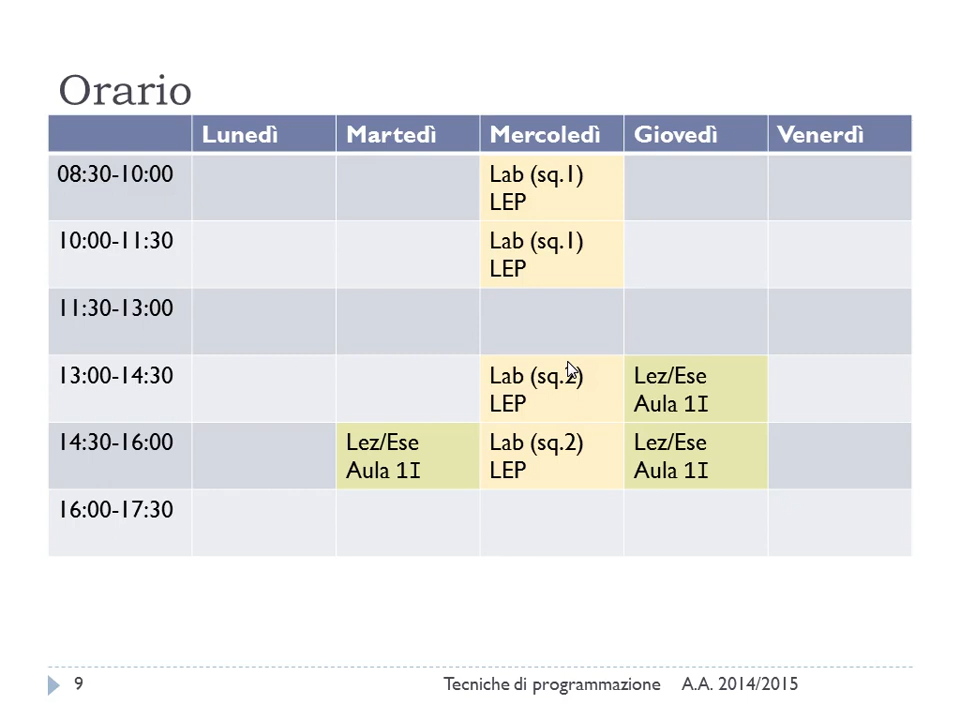 Orario
Lunedì Martedì Mercoledì Giovedì Venerdì
08:30-10:00 Lab (sq.1)
LEP
10:00-11:30 Lab (sq.1)
LEP
11:30-13:00
13:00-14:30 Lab (sq.2) Lez/Ese
LEP Aula 1I
14:30-16:00 Lez/Ese Lab (sq.2) Lez/Ese
Aula 1I LEP Aula 1I
16:00-17:30
9 Tecniche di programmazione A.A. 2014/2015